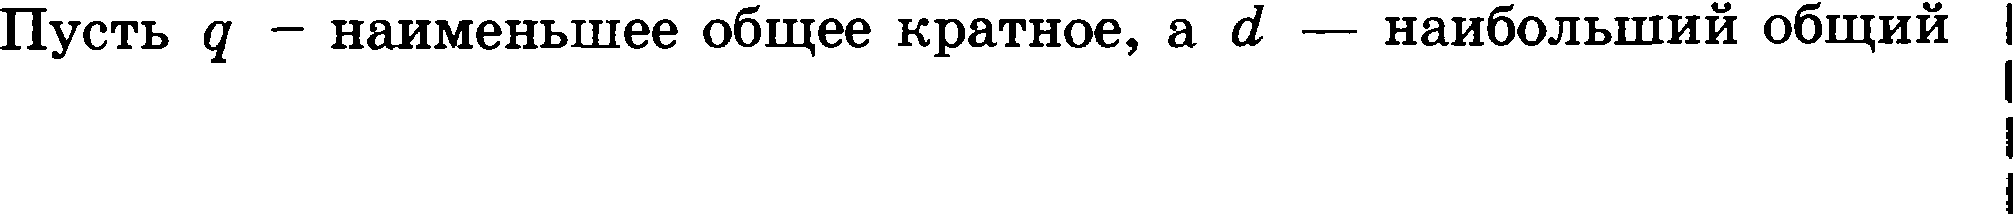 Пусть q – наименьшее общее кратное, а d — наибольший общий